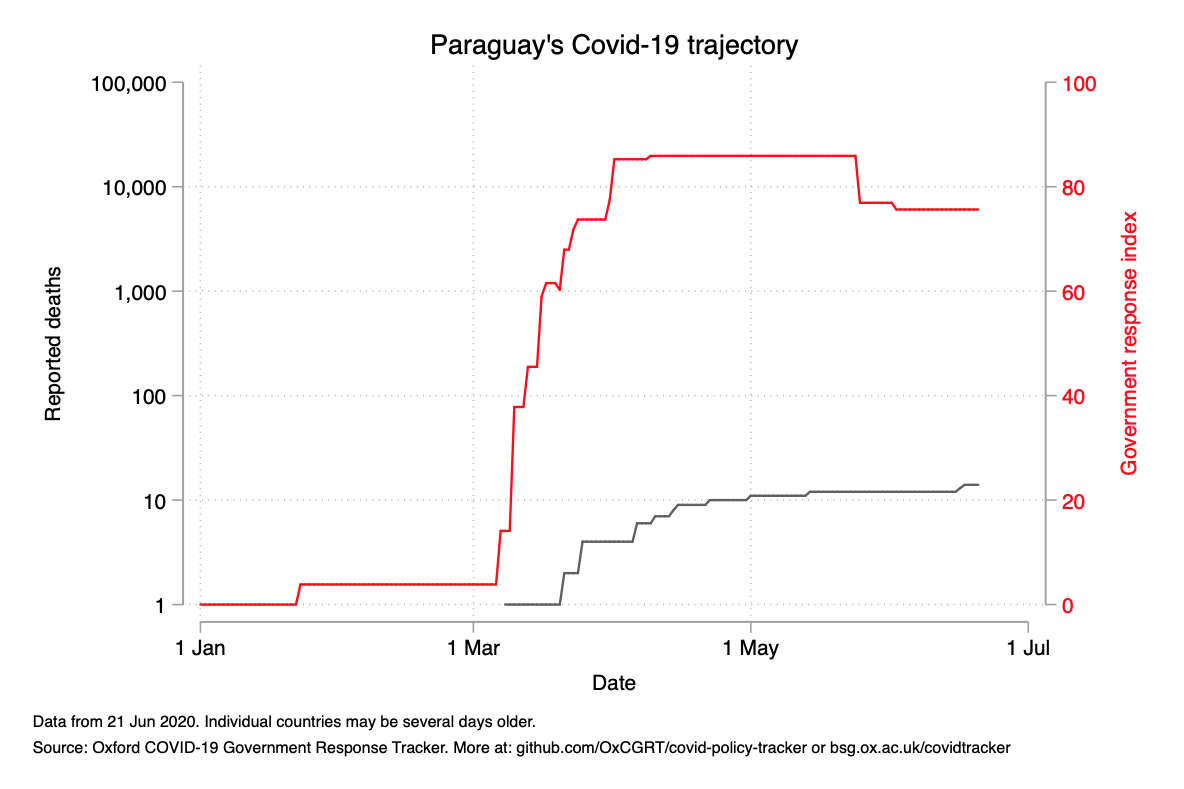 Paraguay's Covid-19 trajectory
100,000
10,000
1,000
100
10
1
Reported deaths
100
80
60
40
20
0
Government response index
1 Jan
1 Mar
1 May
1 Jul
Date
Data from 21 Jun 2020. Individual countries may be several days older.
Source: Oxford COVID-19 Government Response Tracker. More at: github.com/OxCGRT/covid-policy-tracker or bsg.ox.ac.uk/covidtracker